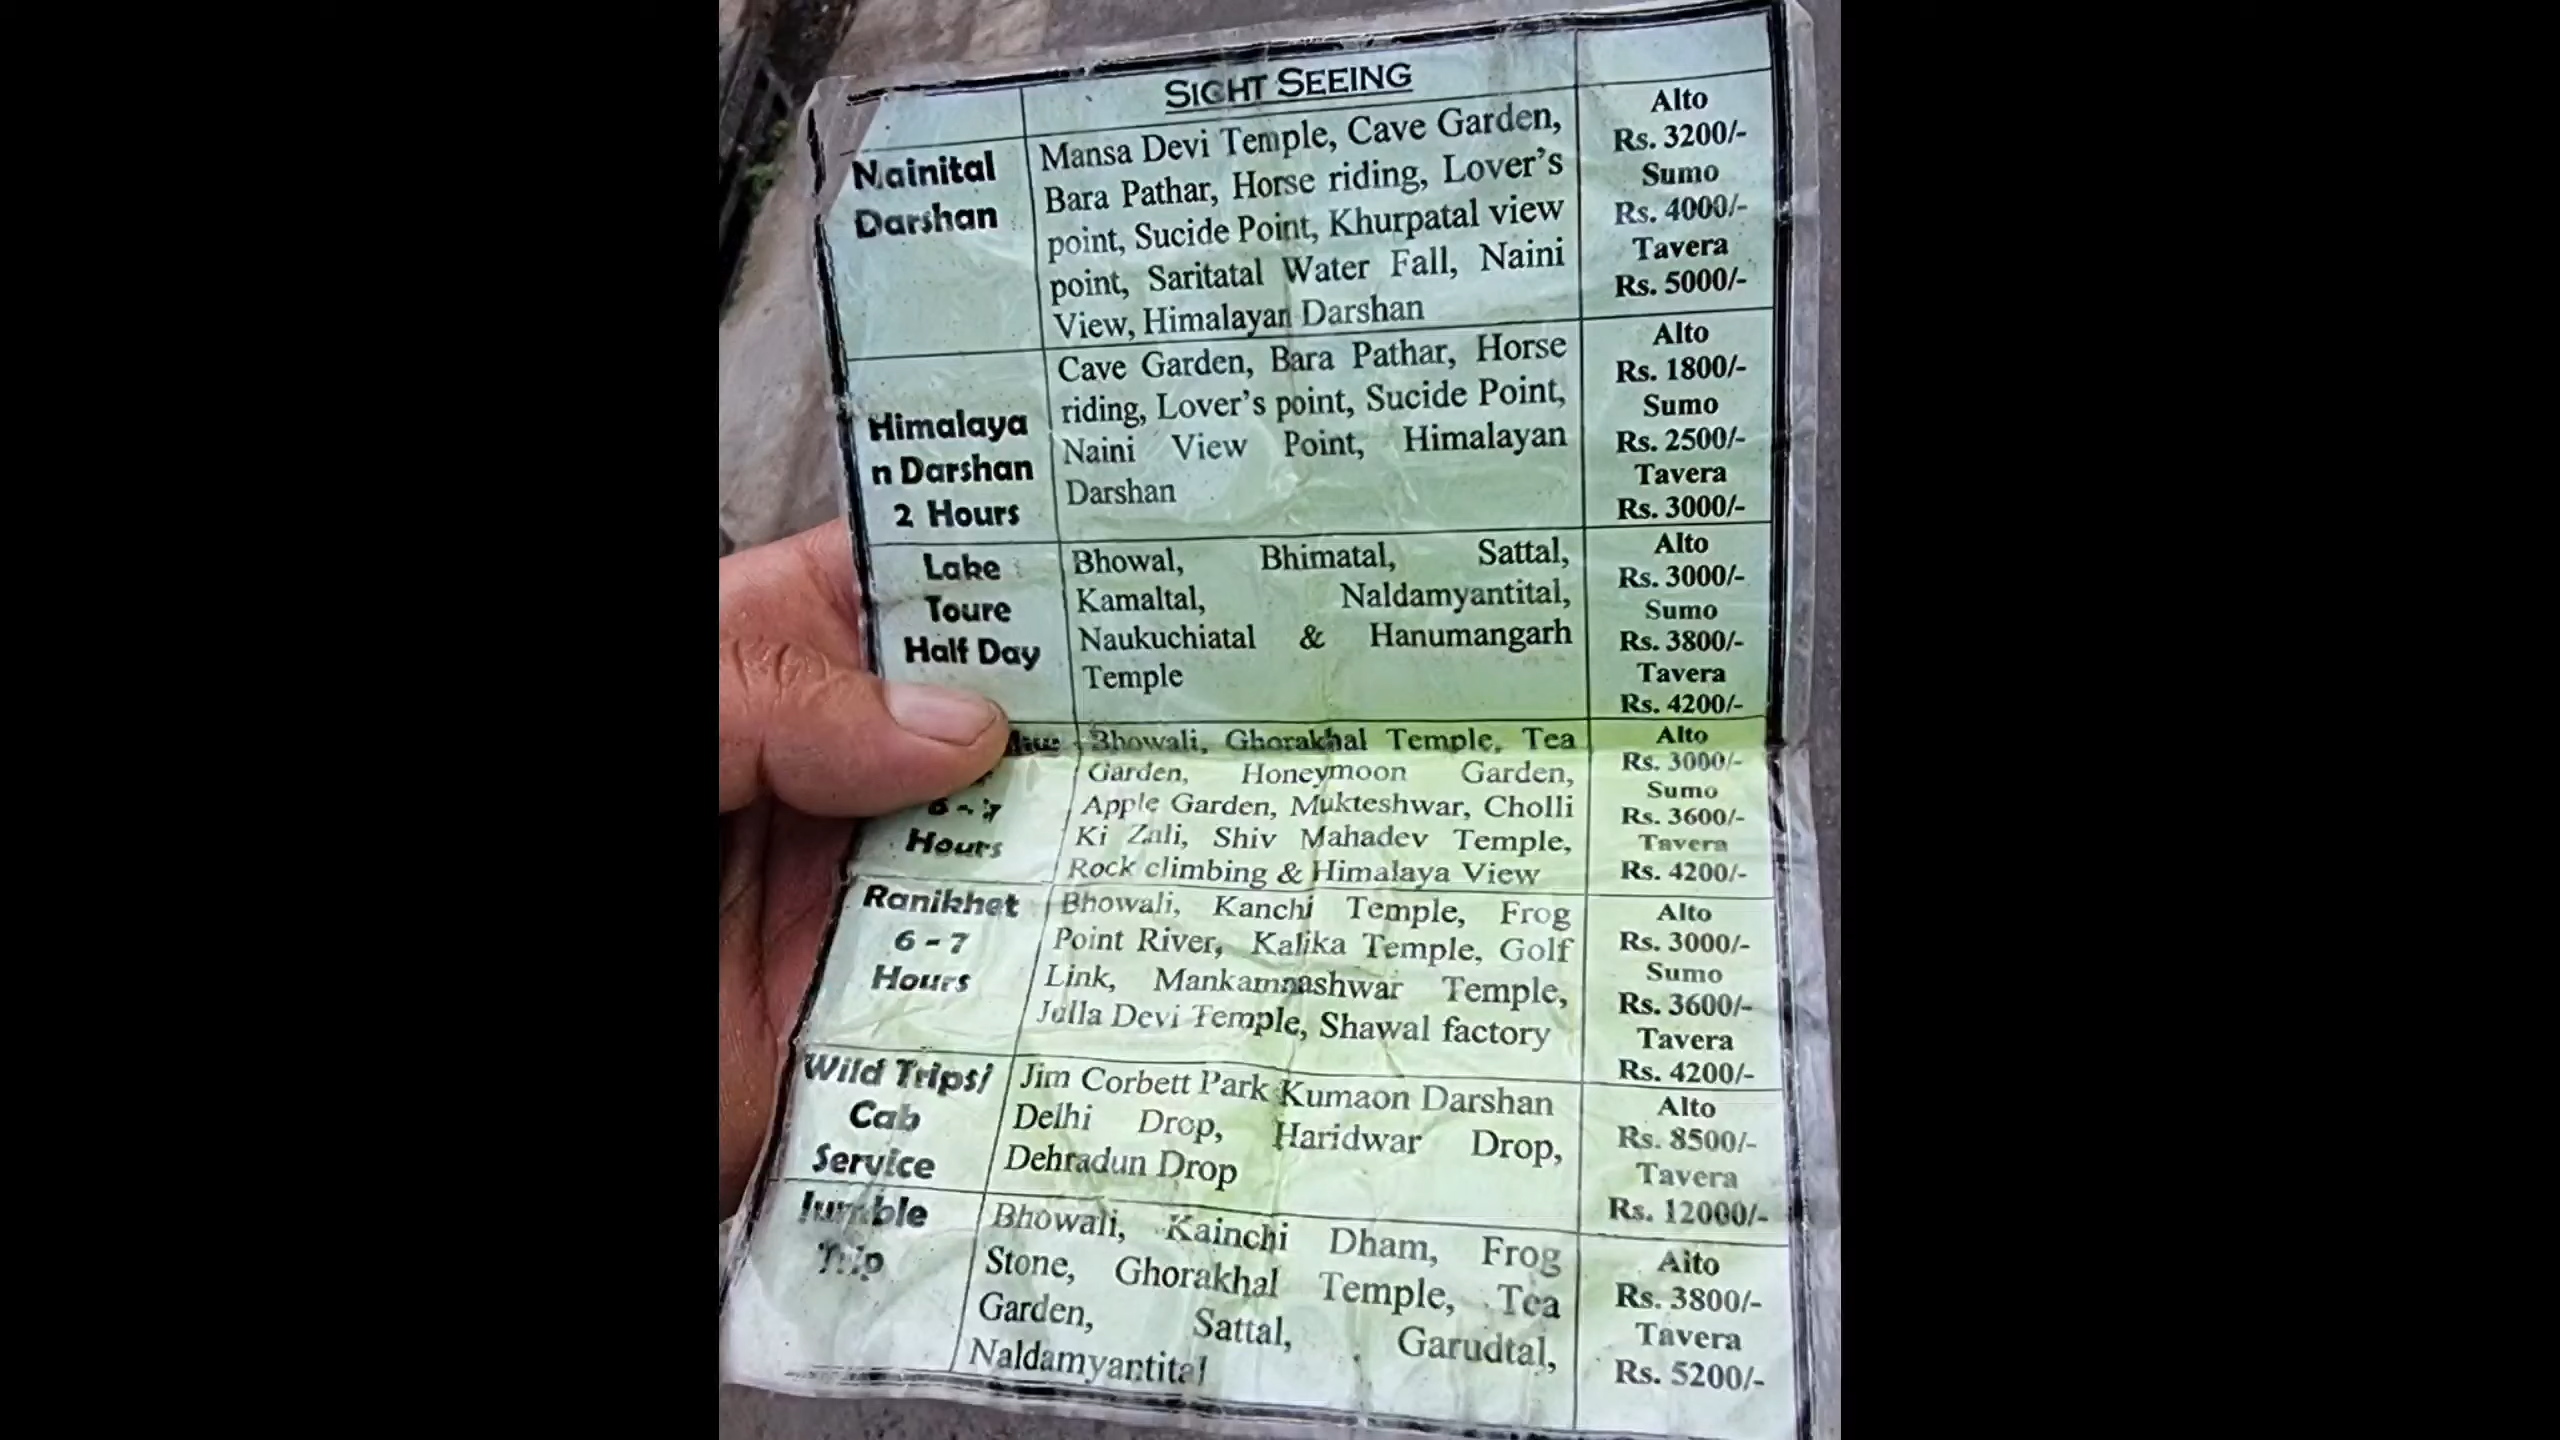 SIGHT SEEING
Nainital
Darshan
Mansa Devi Temple, Cave Garden,
Bara Pathar, Horse riding, Lover's
point, Sucide Point, Khurpatal view
point, Saritatal Water Fall, Naini
View, Himalayan Darshan
Alto
Rs. 3200/-
Sumo
Rs. 4000/-
Tavera
Rs. 5000/-
Himalaya
n Darshan
2 Hours
Cave Garden, Bara Pathar, Horse
riding, Lover's point, Sucide Point,
Naini View Point, Himalayan
Darshan
Alto
Rs. 1800/-
Sumo
Rs. 2500/-
Tavera
Rs. 3000/-
Lake
Toure
Half Day
Bhowal, Bhimatal, Sattal,
Kamaltal, Naldamyantital,
Naukuchiatal & Hanumangarh
Temple
Alto
Rs. 3000/-
Sumo
Rs. 3800/-
Tavera
Rs. 4200/-
6 - 7
Hours
Bhowali, Ghorakhal Temple, Tea
Garden, Honeymoon Garden,
Apple Garden, Mukteshwar, Cholli
Ki Zali, Shiv Mahadev Temple,
Rock climbing & Himalaya View
Alto
Rs. 3000/-
Sumo
Rs. 3600/-
Tavera
Rs. 4200/-
Ranikhet
6 - 7
Hours
Bhowali, Kanchi Temple, Frog
Point River, Kalika Temple, Golf
Link, Mankamnashwar Temple,
Julla Devi Temple, Shawal factory
Alto
Rs. 3000/-
Sumo
Rs. 3600/-
Tavera
Rs. 4200/-
Wild Trips/
Cab
Service
Jim Corbett Park Kumaon Darshan
Delhi Drop, Haridwar Drop,
Dehradun Drop
Alto
Rs. 8500/-
Tavera
Rs. 12000/-
Jumble
Trip
Bhowali, Kainchi Dham, Frog
Stone, Ghorakhal Temple, Tea
Garden, Sattal, Garudtal,
Naldamyantital
Alto
Rs. 3800/-
Tavera
Rs. 5200/-